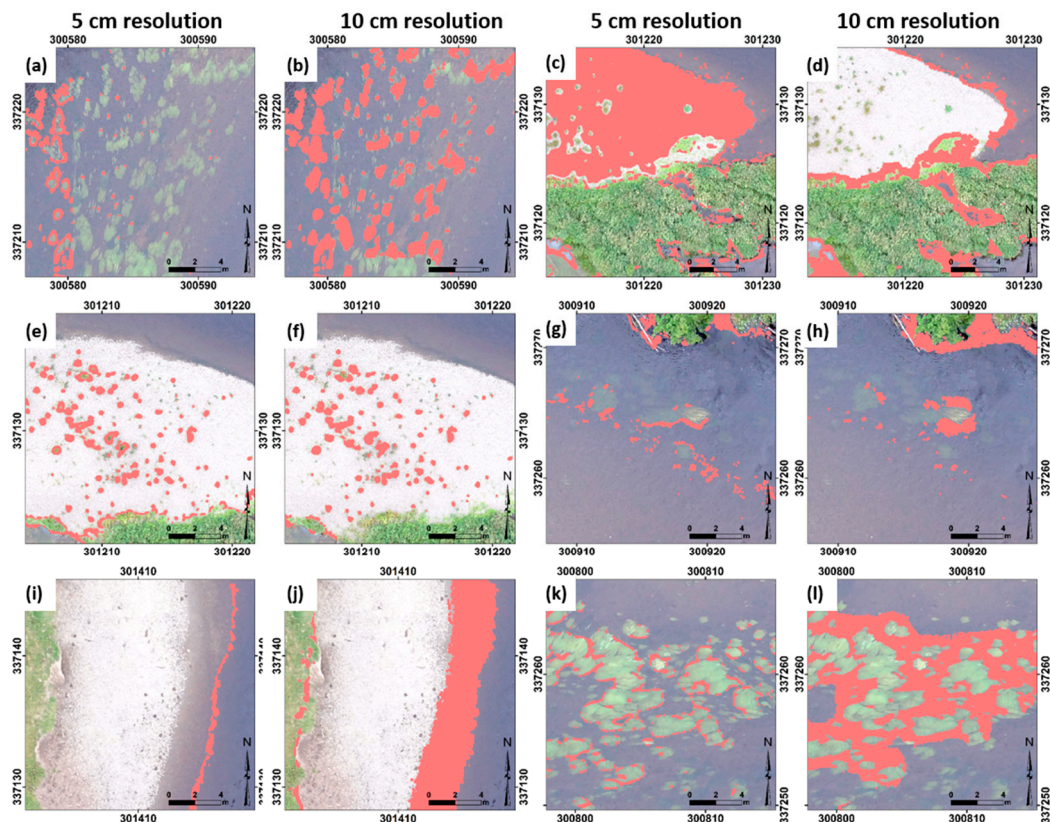 5 cm resolution 10 cm resolution 5 cm resolution 10 cm resolution
300580 300590 300580 300590 301220 301230 301220 301230
(a) (b) (c) (d)
337220 337220 337130 337130
337210 337210 337120 337120
N N N N
0 2 4 m 0 2 4 m 0 2 4 m 0 2 4 m
300580 300590 300580 300590 301220 301230 301220 301230
301210 301220 301210 301220 300910 300920 300910 300920
(e) (f) (g) (h)
337270 337270
337130 337130
337260 337260
N N N N
0 2 4 m 0 2 4 m 0 2 4 m 0 2 4 m
301210 301220 301210 301220 300910 300920 300910 300920
301410 301410 300800 300810 300800 300810
(i) (j) (k) (l)
337140 337140 337140 337260 337260
N N N N
337130 337130 337130 337250 337250
0 2 4 m 0 2 4 m 0 2 4 m 0 2 4 m
301410 301410 300800 300810 300800 300810